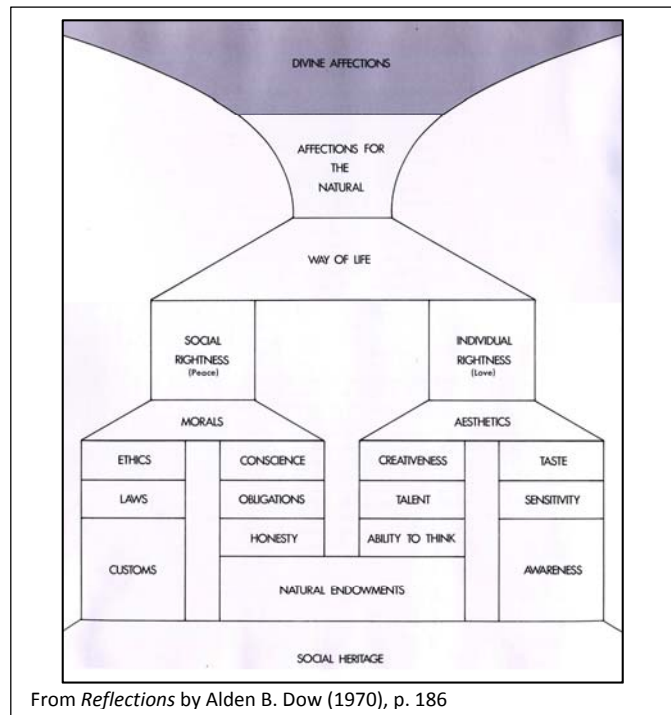 DIVINE AFFECTIONS
AFFECTIONS FOR
THE
NATURAL
WAY OF LIFE
SOCIAL
RIGHTNESS
(Peace)
INDIVIDUAL
RIGHTNESS
(Love)
MORALS
AESTHETICS
ETHICS
CONSCIENCE
CREATIVENESS
TASTE
LAWS
OBLIGATIONS
TALENT
SENSITIVITY
HONESTY
ABILITY TO THINK
CUSTOMS
AWARENESS
NATURAL ENDOWMENTS
SOCIAL HERITAGE
From Reflections by Alden B. Dow (1970), p. 186